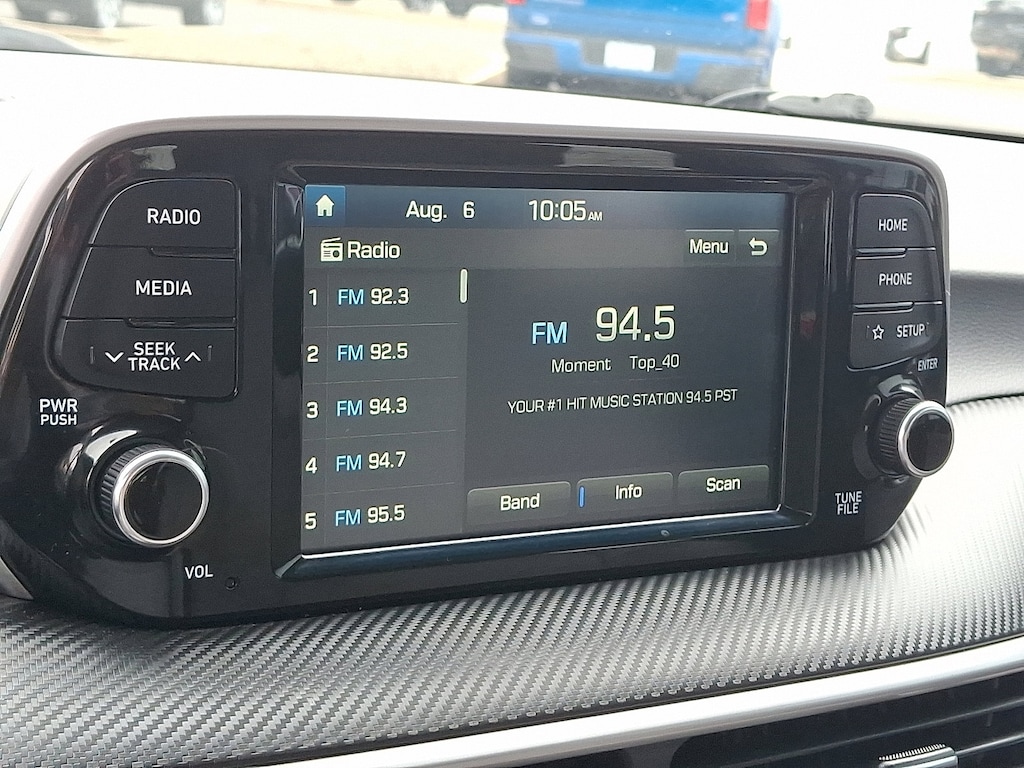 RADIO
MEDIA
SEEK
TRACK
PWR
PUSH
VOL
Aug. 6 10:05 AM
Radio Menu
1 FM 92.3
2 FM 92.5
3 FM 94.3
4 FM 94.7
5 FM 95.5
FM 94.5
Moment Top_40
YOUR #1 HIT MUSIC STATION 94.5 PST
Band Info Scan
HOME
PHONE
SETUP
ENTER
TUNE
FILE